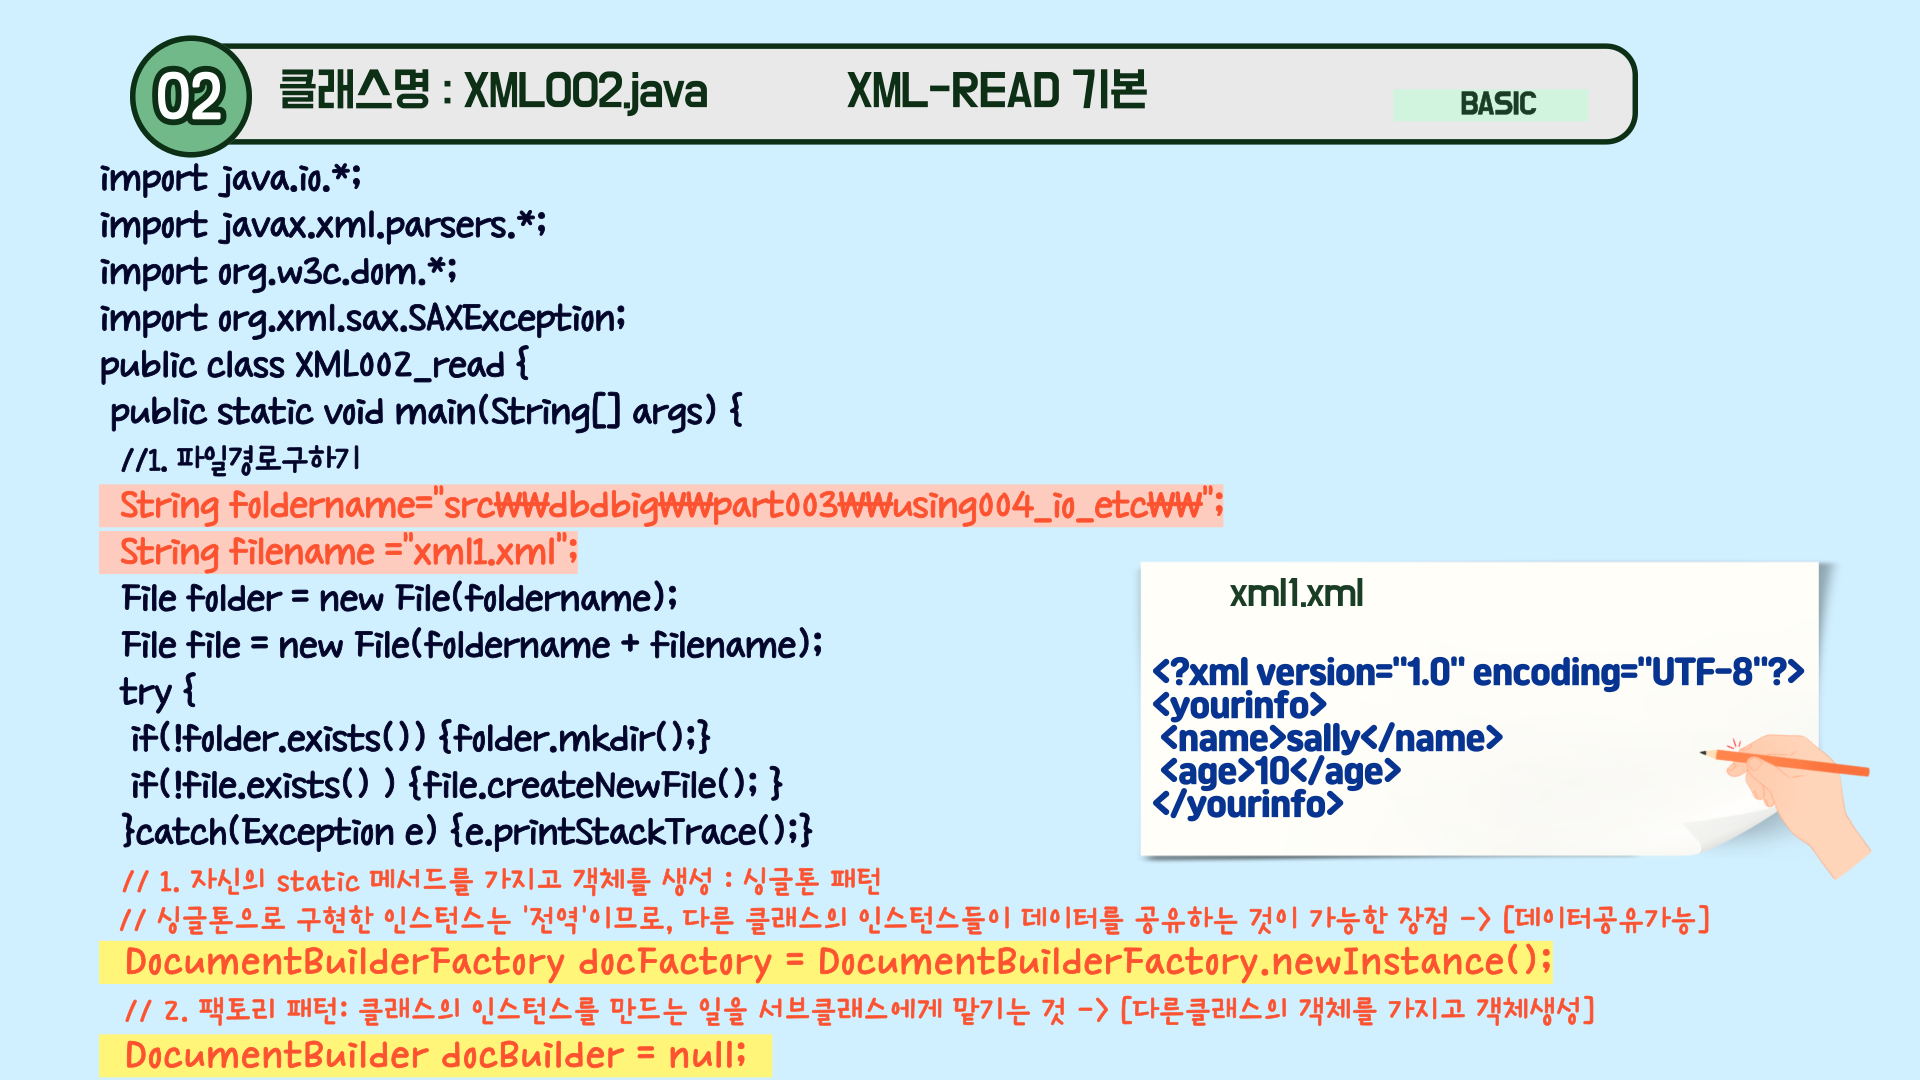 02
클래스명 : XML002.java
XML-READ 기본
BASIC
import java.io.*;
import javax.xml.parsers.*;
import org.w3c.dom.*;
import org.xml.sax.SAXException;
public class XML002_read {
public static void main(String[] args) {
//1. 파일경로구하기
String foldername="src₩₩dbdbig₩₩part003₩₩using004_io_etc₩₩";
String filename ="xml1.xml";
File folder = new File(foldername);
File file = new File(foldername + filename);
try {
if(!folder.exists()) {folder.mkdir();}
if(!file.exists() ) {file.createNewFile(); }
}catch(Exception e) {e.printStackTrace();}
// 1. 자신의 static 메서드를 가지고 객체를 생성 : 싱글톤 패턴
// 싱글톤으로 구현한 인스턴스는 '전역'이므로, 다른 클래스의 인스턴스들이 데이터를 공유하는 것이 가능한 장점 -> [데이터공유가능]
DocumentBuilderFactory docFactory = DocumentBuilderFactory.newInstance();
// 2. 팩토리 패턴: 클래스의 인스턴스를 만드는 일을 서브클래스에게 맡기는 것 -> [다른클래스의 객체를 가지고 객체생성]
DocumentBuilder docBuilder = null;
xml1.xml
<?xml version="1.0" encoding="UTF-8"?>
<yourinfo>
<name>sally</name>
<age>10</age>
</yourinfo>